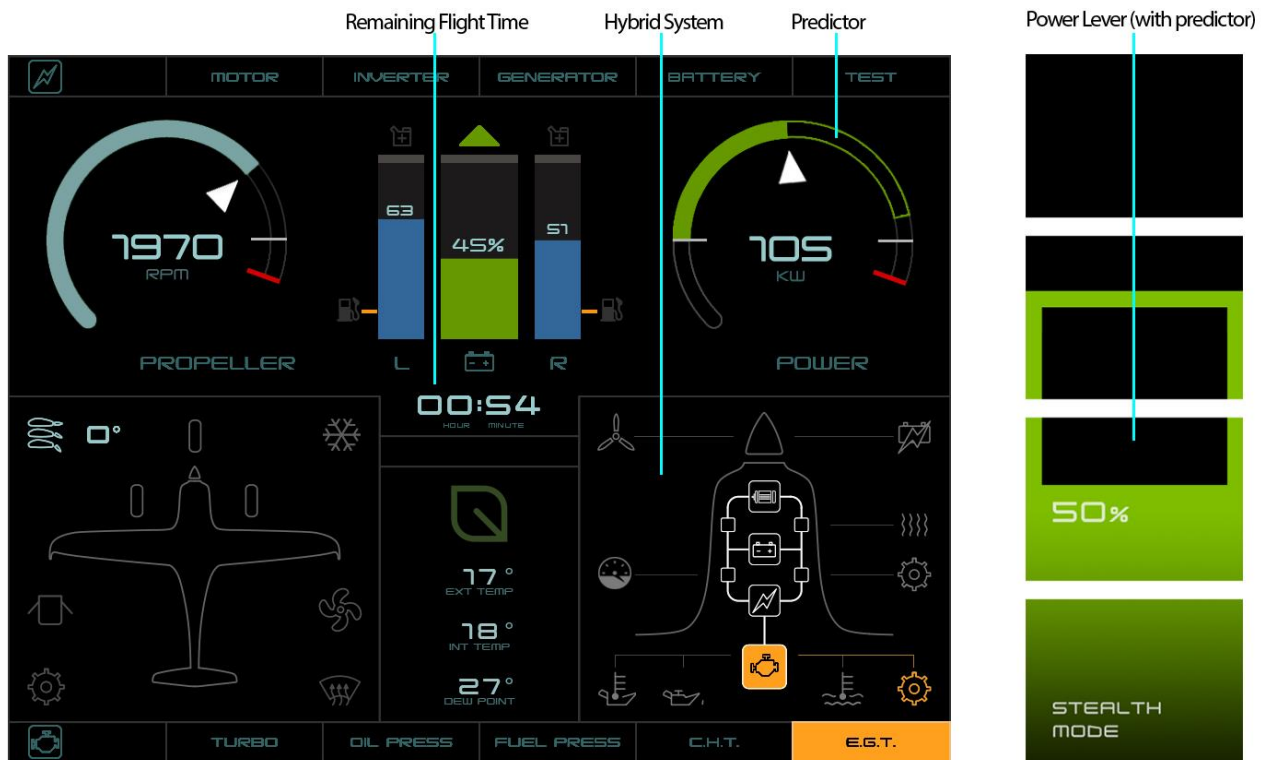 Remaining Flight Time
Hybrid System
Predictor
Power Lever (with predictor)
MOTOR
INVERTER
GENERATOR
BATTERY
TEST
63
45%
51
1970
RPM
105
KW
PROPELLER
L
R
POWER
00:54
HOUR MINUTE
0°
17°
EXT TEMP
18°
INT TEMP
27°
DEW POINT
TURBO
OIL PRESS
FUEL PRESS
C.H.T.
E.G.T.
50%
STEALTH
MODE